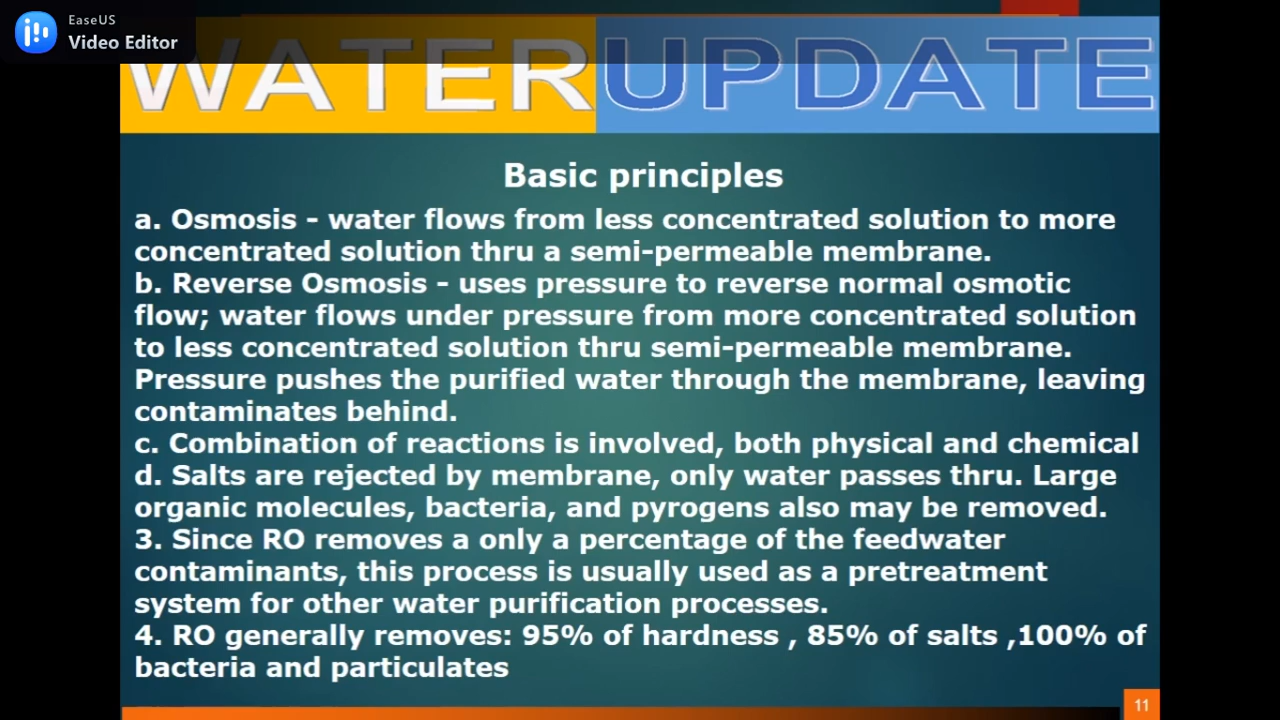 EaseUS
Video Editor
WATER UPDATE
Basic principles
a. Osmosis - water flows from less concentrated solution to more
concentrated solution thru a semi-permeable membrane.
b. Reverse Osmosis - uses pressure to reverse normal osmotic
flow; water flows under pressure from more concentrated solution
to less concentrated solution thru semi-permeable membrane.
Pressure pushes the purified water through the membrane, leaving
contaminates behind.
c. Combination of reactions is involved, both physical and chemical
d. Salts are rejected by membrane, only water passes thru. Large
organic molecules, bacteria, and pyrogens also may be removed.
3. Since RO removes a only a percentage of the feedwater
contaminants, this process is usually used as a pretreatment
system for other water purification processes.
4. RO generally removes: 95% of hardness , 85% of salts ,100% of
bacteria and particulates
11